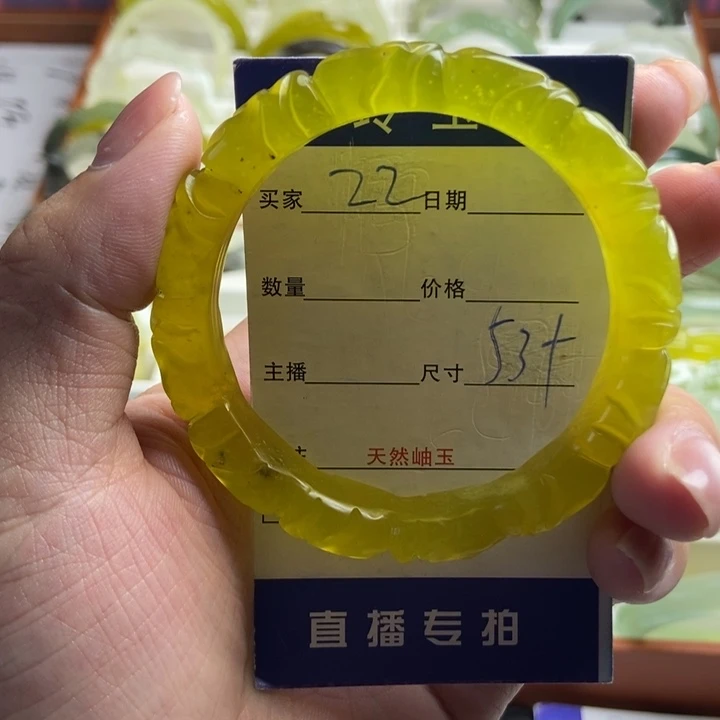 买家 22 日期
数量 价格
主播 尺寸 53+
天然岫玉
直播专拍